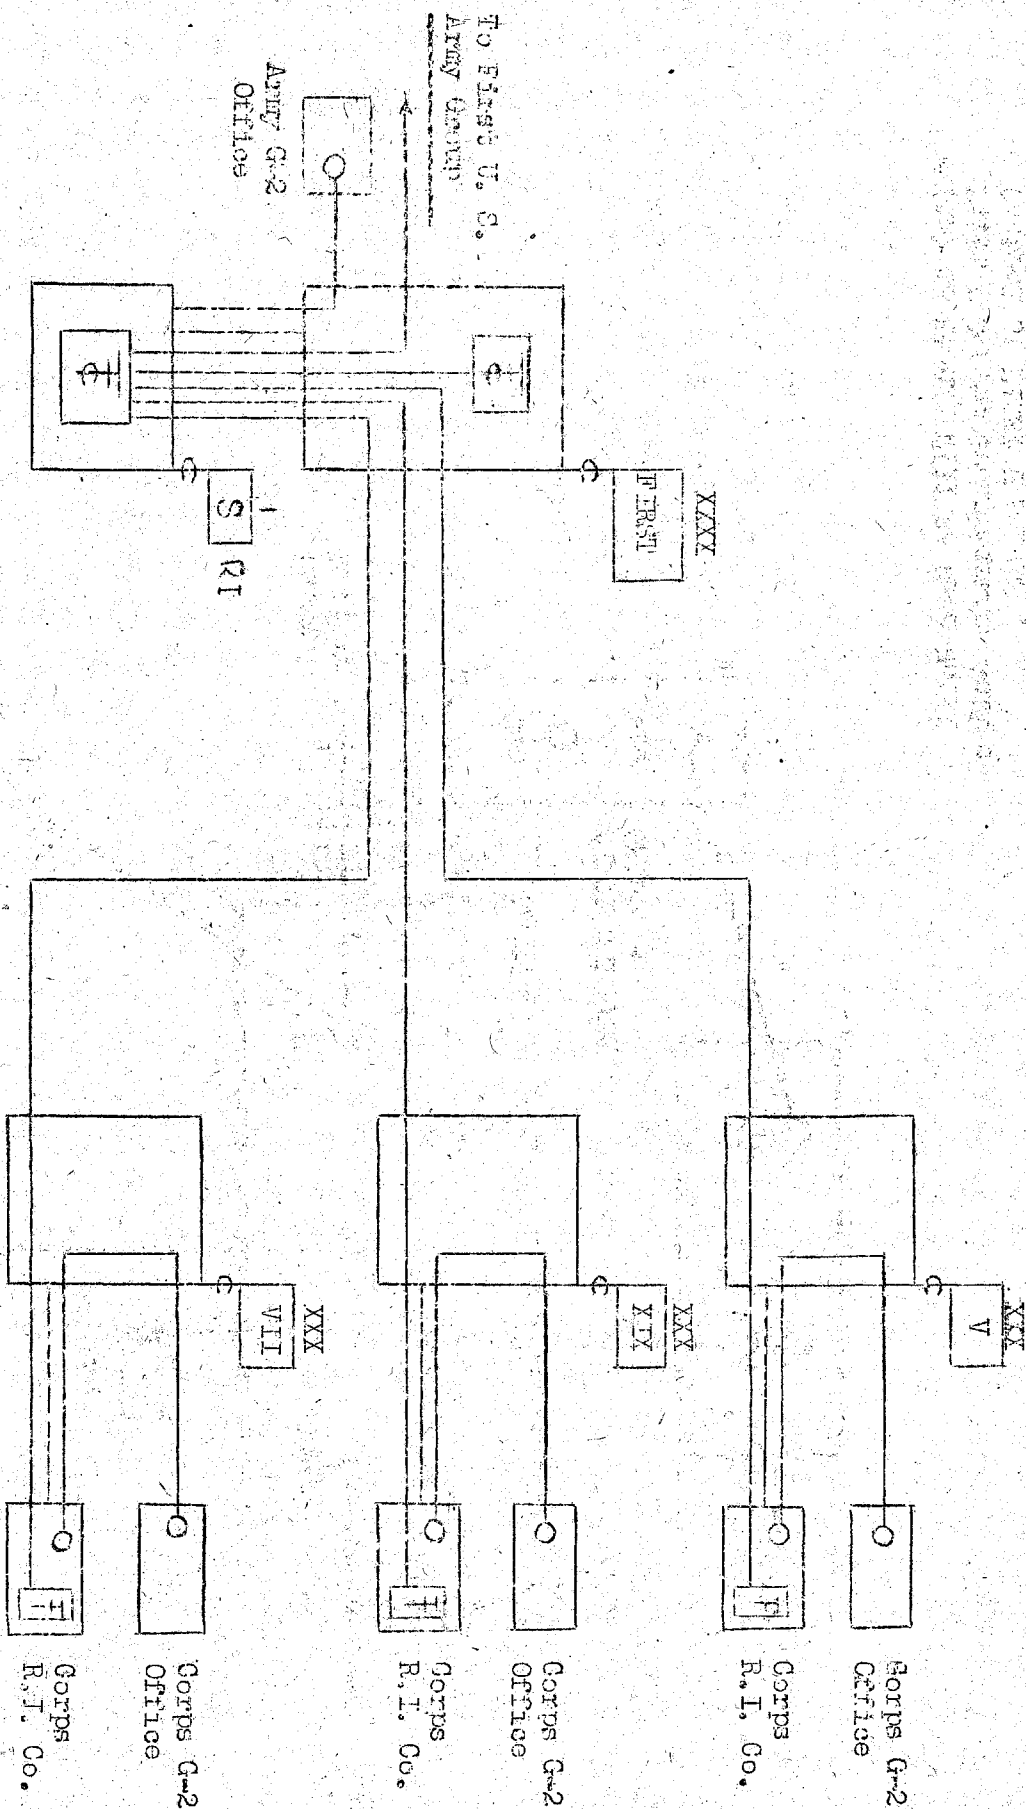 To First U. S.
Army Group
Army G-2
Office
XXXX
FIRST
S
RI
XXX
V
Corps G-2
Office
Corps
R.I. Co.
XXX
XIX
Corps G-2
Office
Corps
R.I. Co.
XXX
VII
Corps G-2
Office
Corps
R.I. Co.